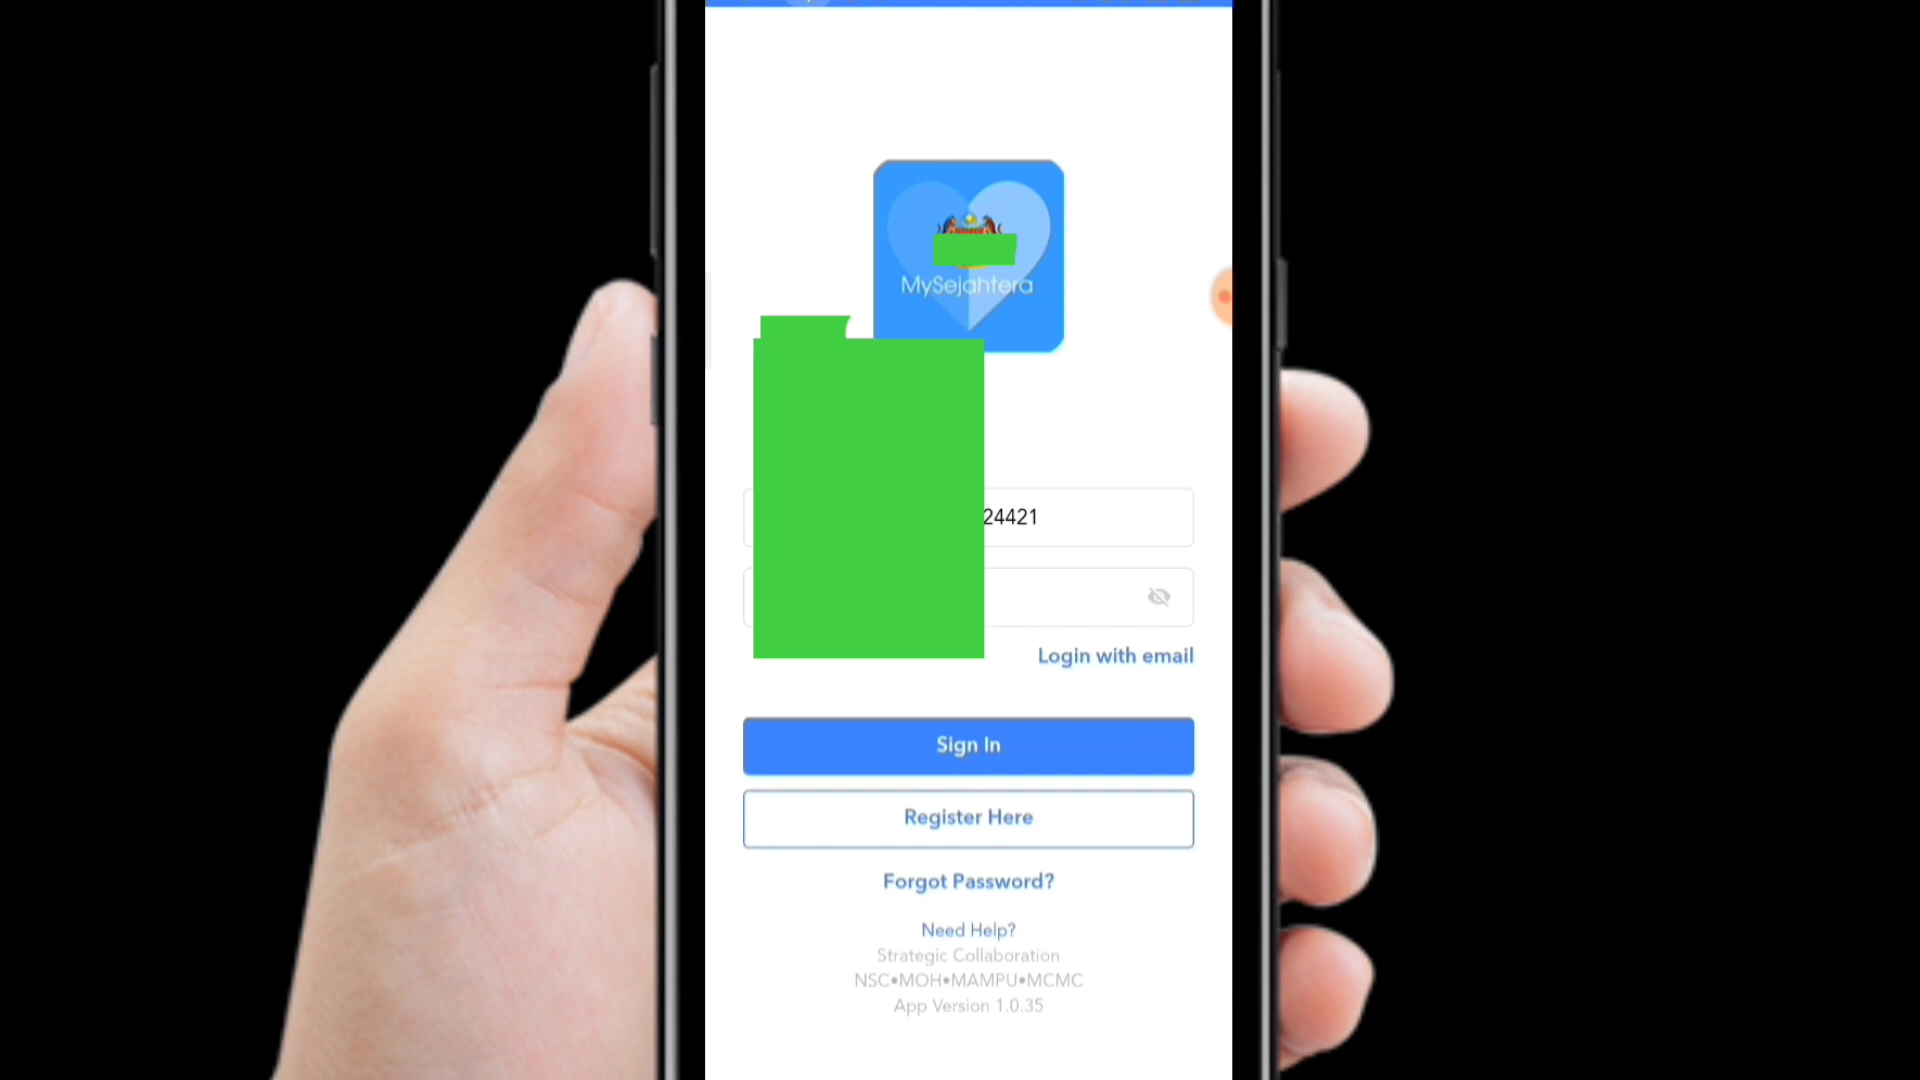 MySejahtera
24421
Login with email
Sign In
Register Here
Forgot Password?
Need Help?
Strategic Collaboration
NSC•MOH•MAMPU•MCMC
App Version 1.0.35